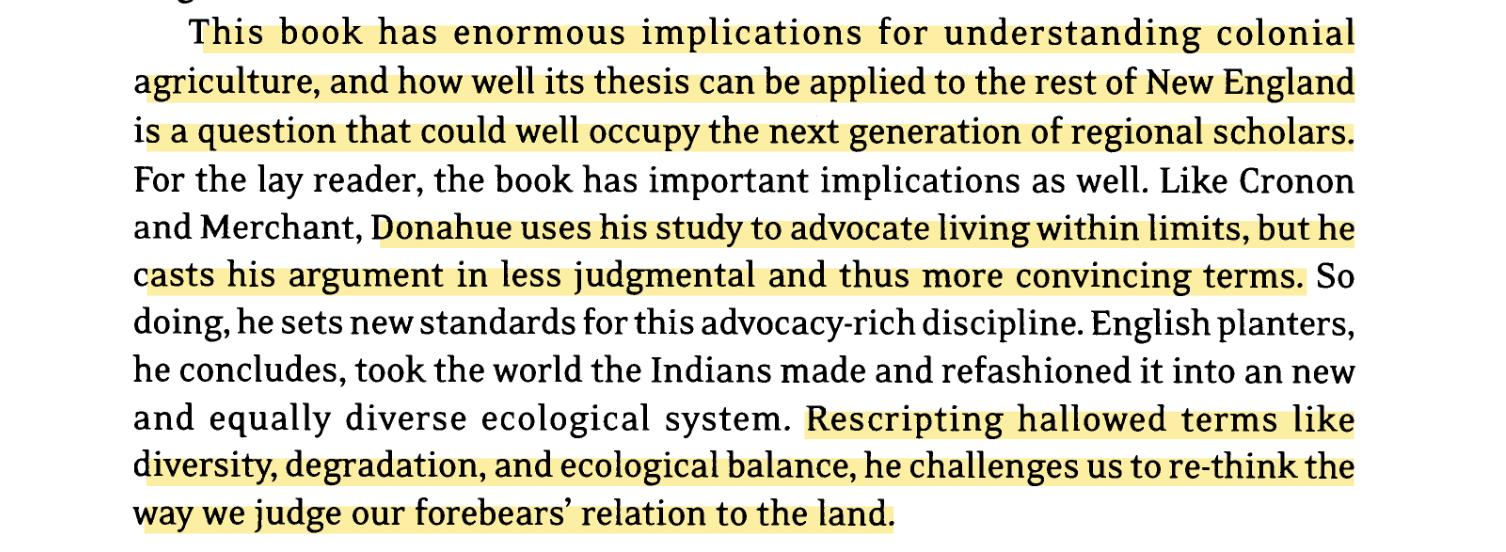 This book has enormous implications for understanding colonial
agriculture, and how well its thesis can be applied to the rest of New England
is a question that could well occupy the next generation of regional scholars.
For the lay reader, the book has important implications as well. Like Cronon
and Merchant, Donahue uses his study to advocate living within limits, but he
casts his argument in less judgmental and thus more convincing terms. So
doing, he sets new standards for this advocacy-rich discipline. English planters,
he concludes, took the world the Indians made and refashioned it into an new
and equally diverse ecological system. Rescripting hallowed terms like
diversity, degradation, and ecological balance, he challenges us to re-think the
way we judge our forebears’ relation to the land.